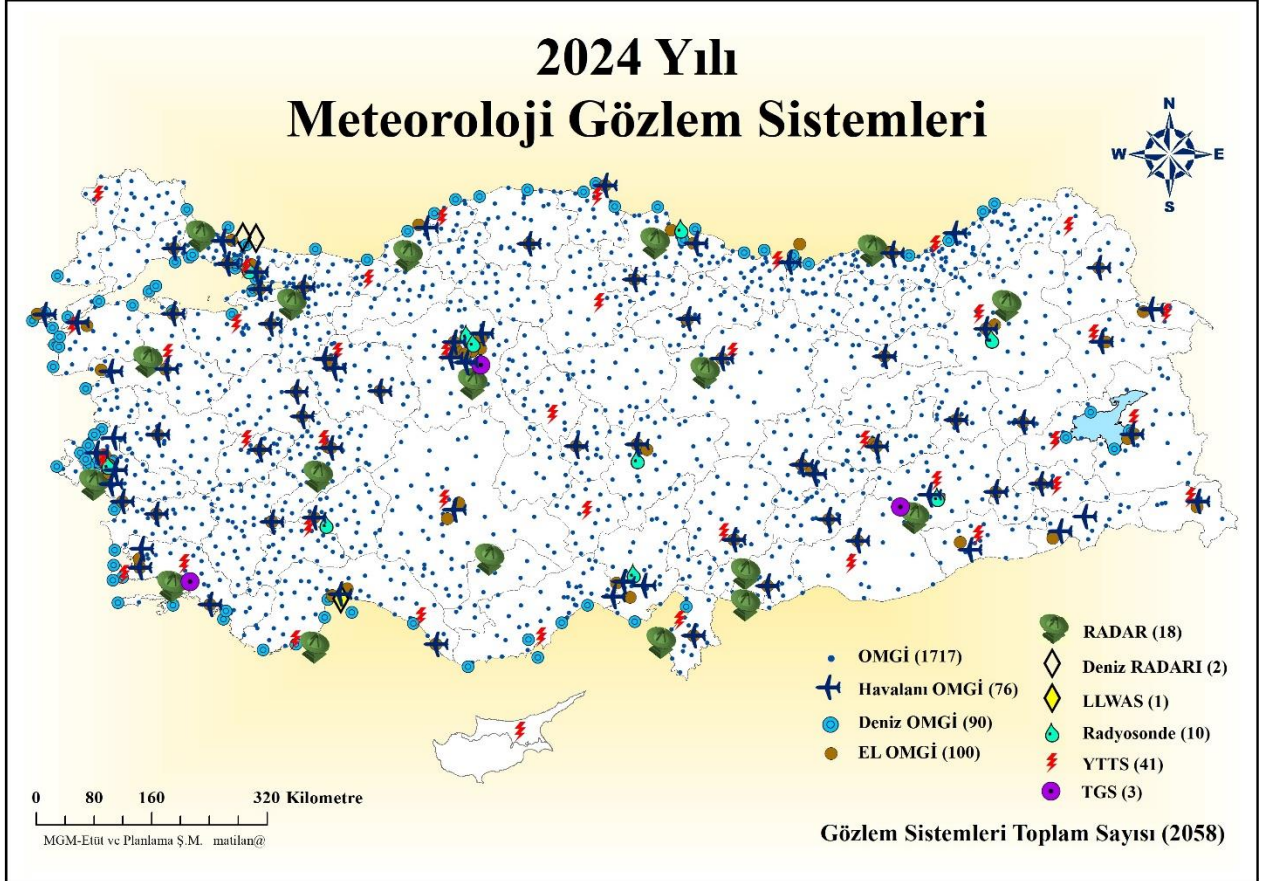 2024 Yılı
Meteoroloji Gözlem Sistemleri
N
W E
S
OMGİ (1717)
Havalanı OMGİ (76)
Deniz OMGİ (90)
EL OMGİ (100)
RADAR (18)
Deniz RADARI (2)
LLWAS (1)
Radyosonde (10)
YTTS (41)
TGS (3)
0 80 160 320 Kilometre
MGM-Etüt ve Planlama Ş.M. matilan@
Gözlem Sistemleri Toplam Sayısı (2058)